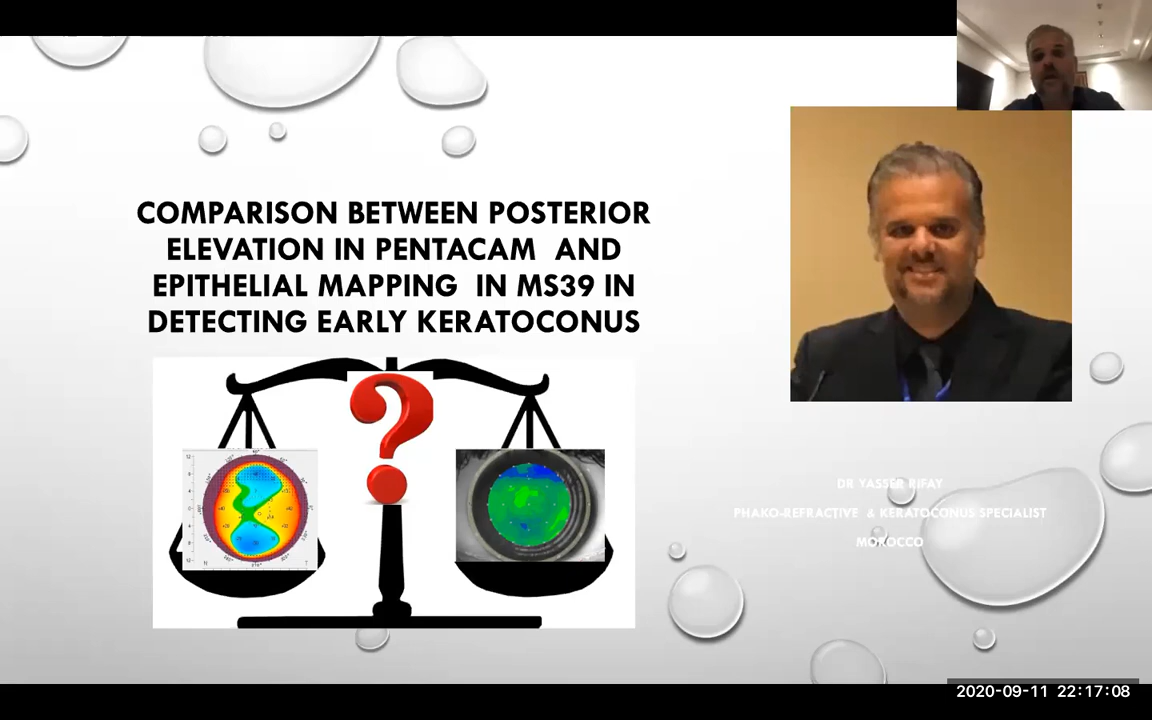 COMPARISON BETWEEN POSTERIOR
ELEVATION IN PENTACAM AND
EPITHELIAL MAPPING IN MS39 IN
DETECTING EARLY KERATOCONUS
?
DR YASSER RIFAY
PHAKO-REFRACTIVE & KERATOCONUS SPECIALIST
MOROCCO
2020-09-11 22:17:08